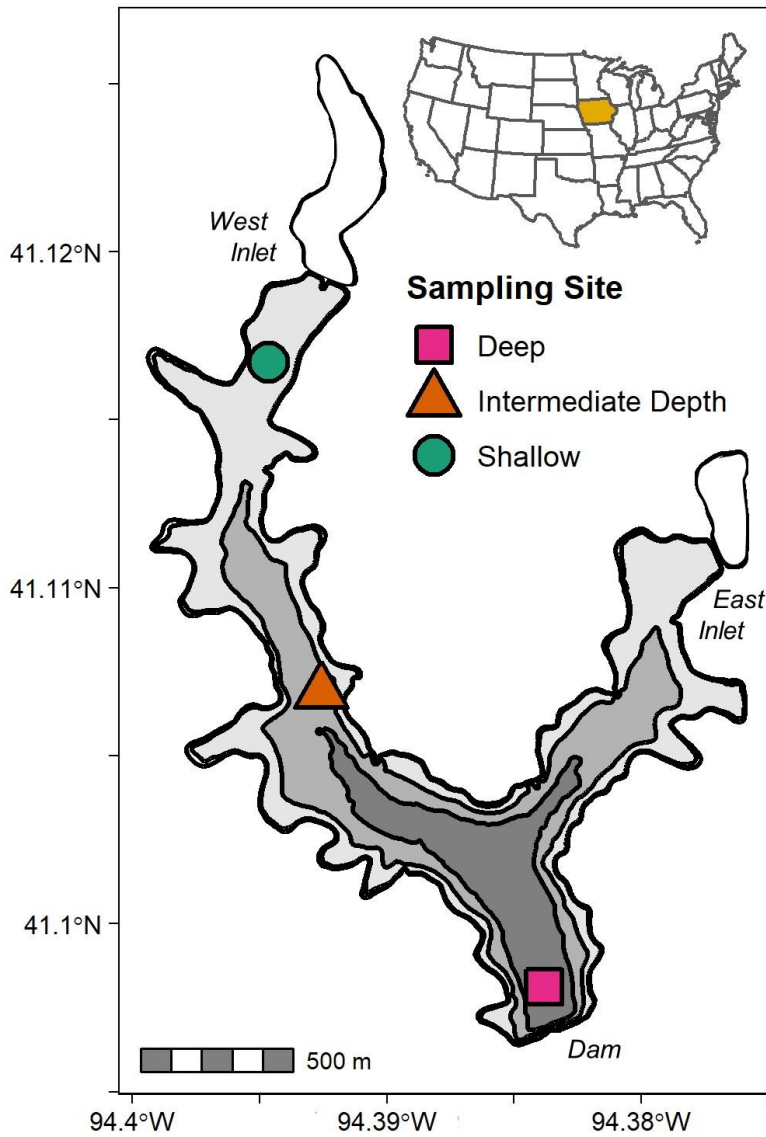 West
Inlet
41.12°N
Sampling Site
Deep
Intermediate Depth
Shallow
41.11°N
East
Inlet
41.1°N
Dam
500 m
94.4°W
94.39°W
94.38°W